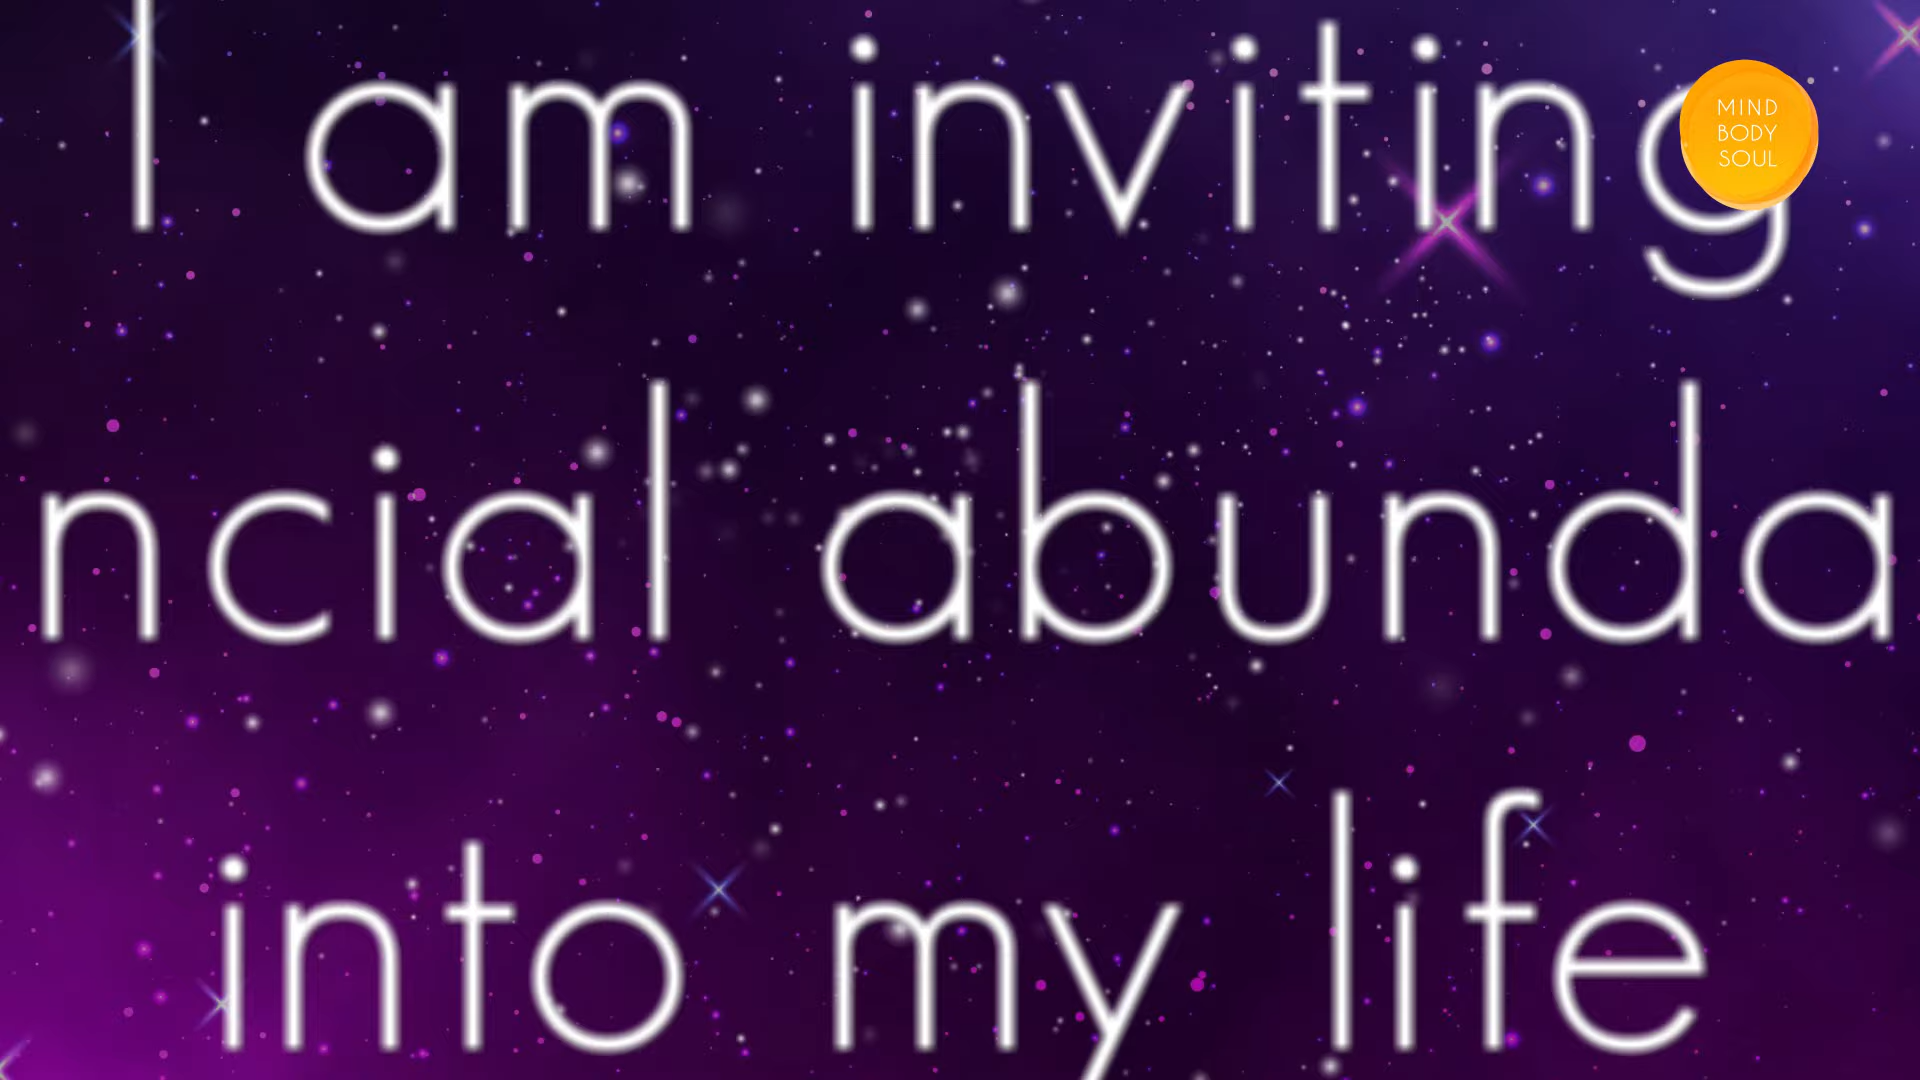 I am inviting
ncial abunda
into my life
MIND
BODY
SOUL